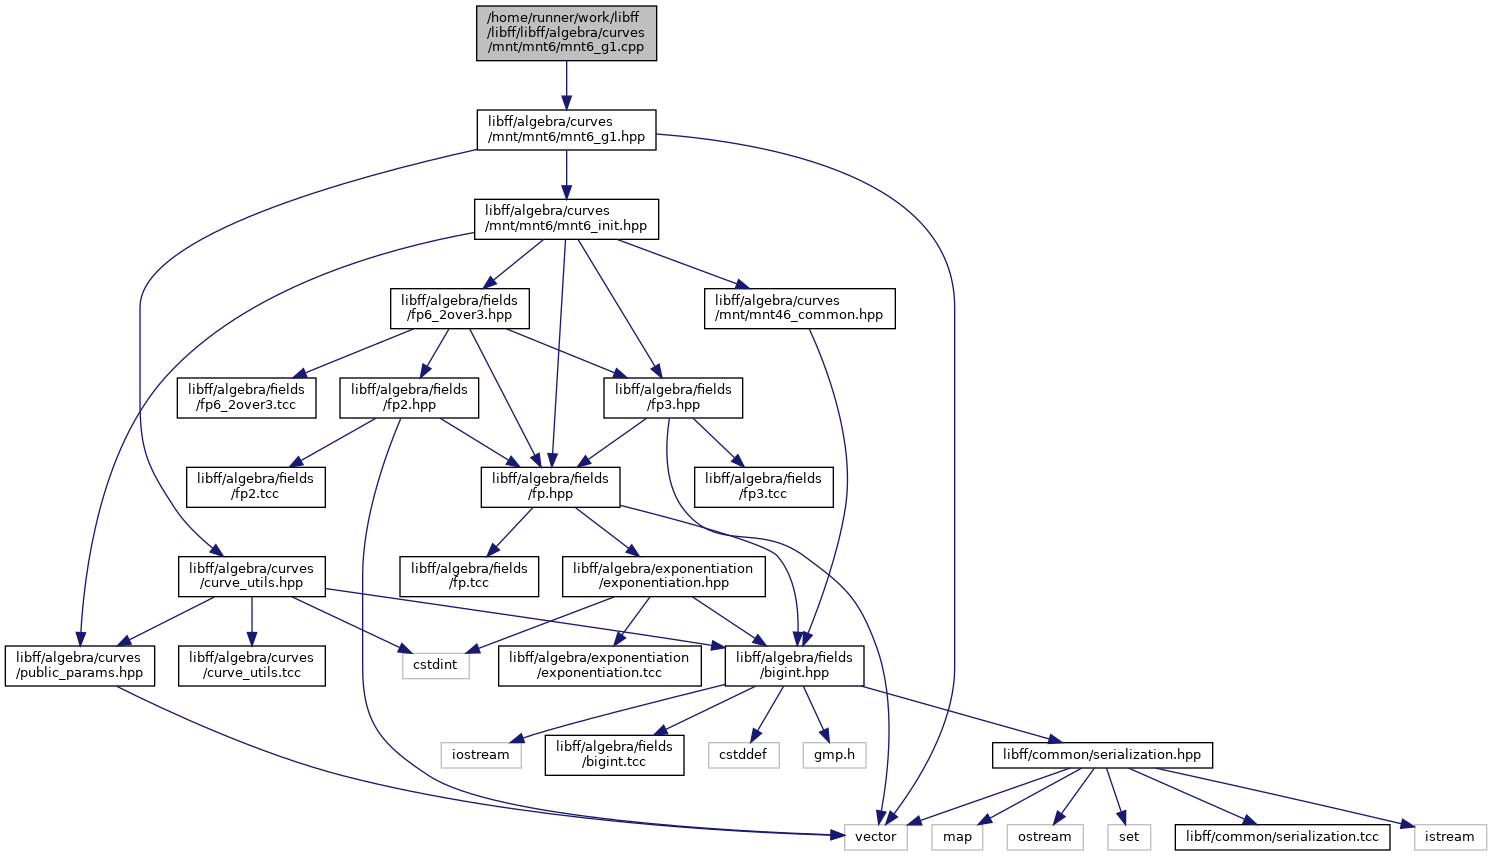 /home/runner/work/libff
/libff/libff/algebra/curves
/mnt/mnt6/mnt6_g1.cpp
libff/algebra/curves
/mnt/mnt6/mnt6_g1.hpp
libff/algebra/curves
/mnt/mnt6/mnt6_init.hpp
libff/algebra/fields
/fp6_2over3.hpp
libff/algebra/curves
/mnt/mnt46_common.hpp
libff/algebra/fields
/fp6_2over3.tcc
libff/algebra/fields
/fp2.hpp
libff/algebra/fields
/fp3.hpp
libff/algebra/fields
/fp2.tcc
libff/algebra/fields
/fp.hpp
libff/algebra/fields
/fp3.tcc
libff/algebra/curves
/curve_utils.hpp
libff/algebra/fields
/fp.tcc
libff/algebra/exponentiation
/exponentiation.hpp
libff/algebra/curves
/public_params.hpp
libff/algebra/curves
/curve_utils.tcc
cstdint
libff/algebra/exponentiation
/exponentiation.tcc
libff/algebra/fields
/bigint.hpp
iostream
libff/algebra/fields
/bigint.tcc
cstddef
gmp.h
libff/common/serialization.hpp
vector
map
ostream
set
libff/common/serialization.tcc
istream